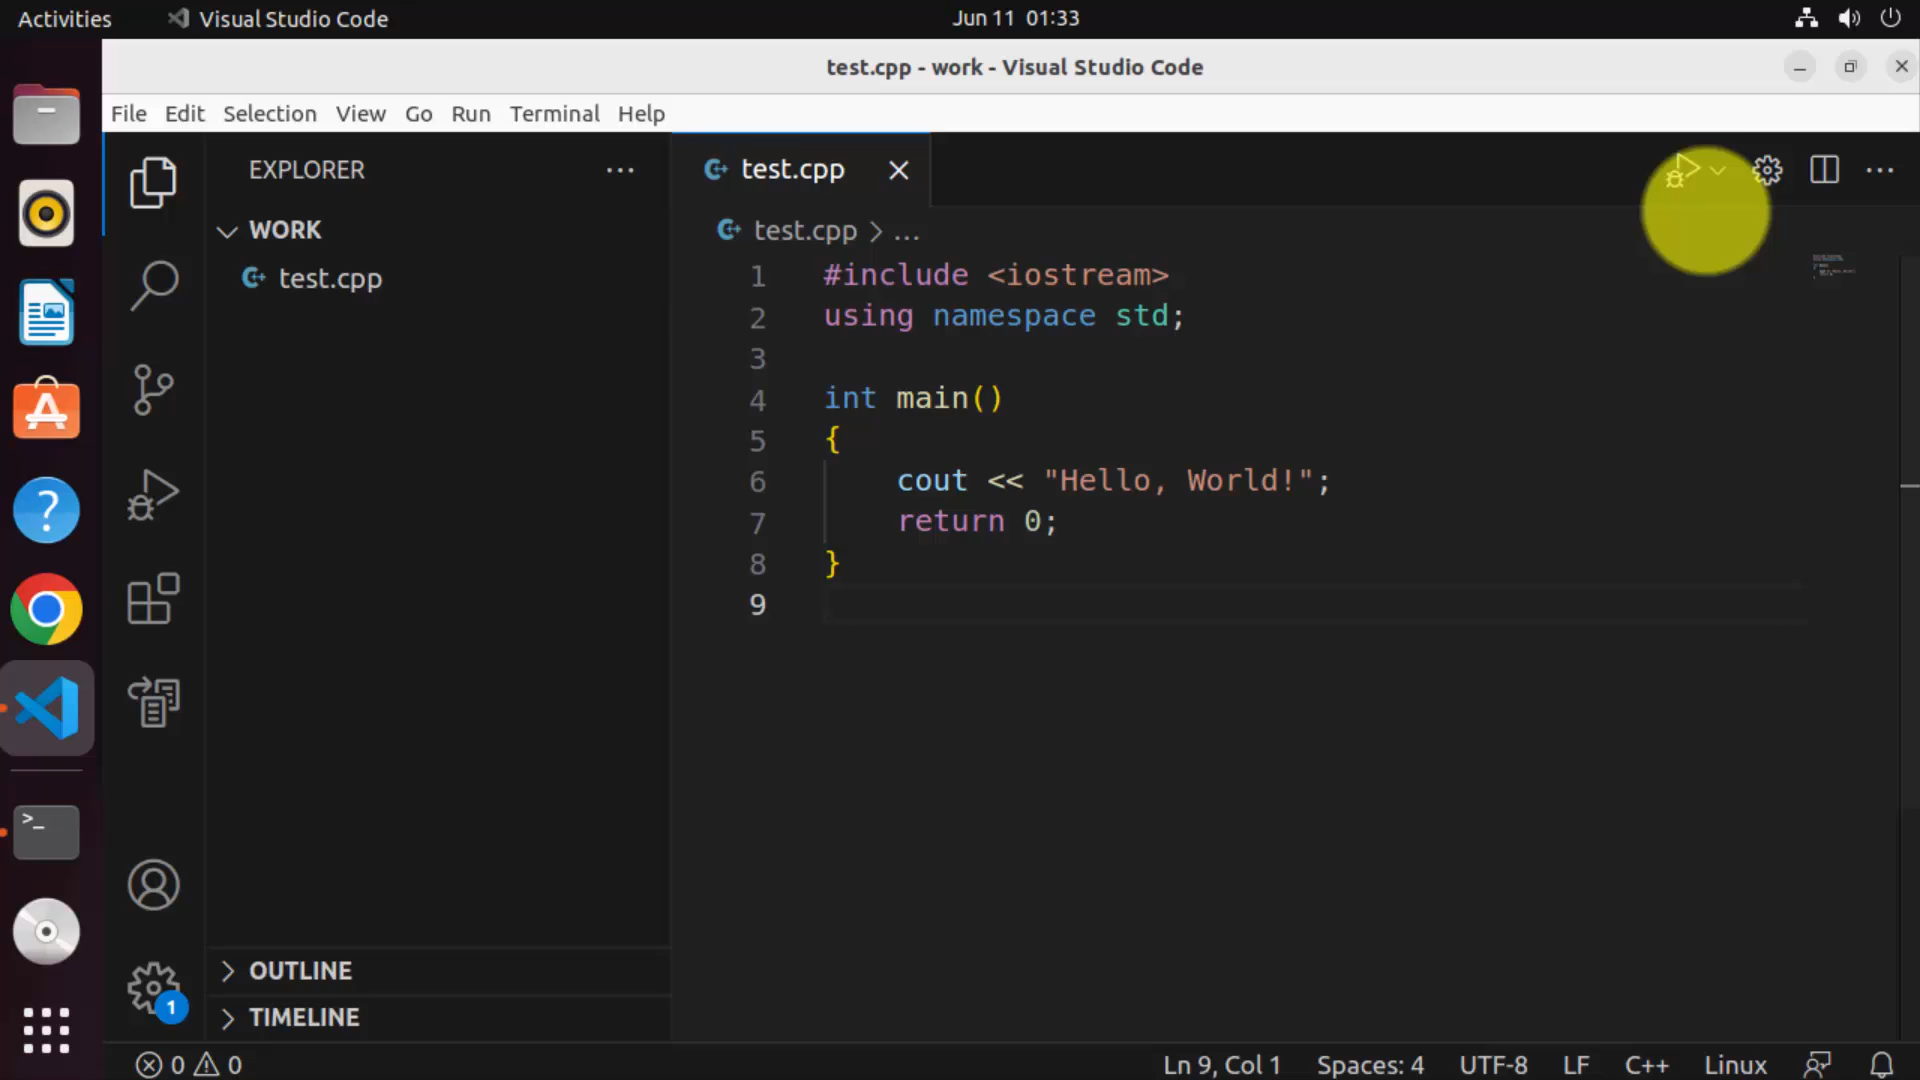 Activities
Visual Studio Code
Jun 11 01:33
test.cpp - work - Visual Studio Code
File Edit Selection View Go Run Terminal Help
EXPLORER
test.cpp
WORK
test.cpp
test.cpp > ...
1 #include <iostream>
2 using namespace std;
3
4 int main()
5 {
6 cout << "Hello, World!";
7 return 0;
8 }
9
OUTLINE
TIMELINE
1
0 0
Ln 9, Col 1 Spaces: 4 UTF-8 LF C++ Linux